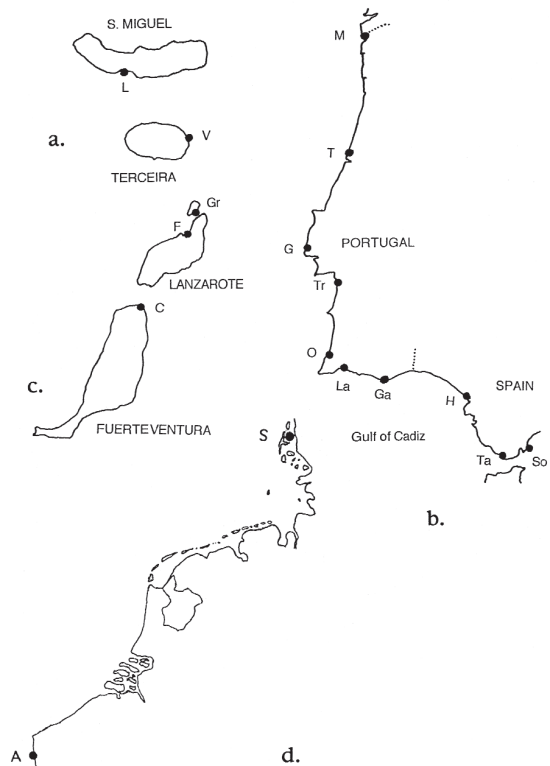 S. MIGUEL
L
a.
V
TERCEIRA
Gr
F
LANZAROTE
C
c.
FUERTEVENTURA
M
T
G
PORTUGAL
Tr
O
La
Ga
H
SPAIN
Gulf of Cadiz
Ta
So
b.
S
A
d.